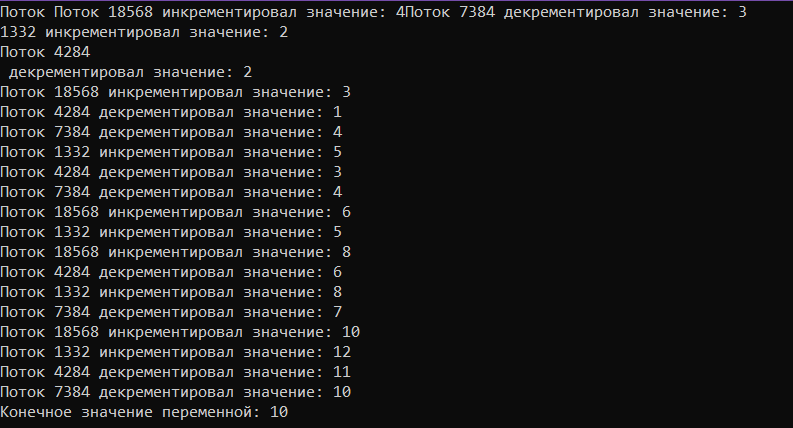 Поток Поток 18568 инкрементировал значение: 4Поток 7384 декрементировал значение: 3
1332 инкрементировал значение: 2
Поток 4284
 декрементировал значение: 2
Поток 18568 инкрементировал значение: 3
Поток 4284 декрементировал значение: 1
Поток 7384 декрементировал значение: 4
Поток 1332 инкрементировал значение: 5
Поток 4284 декрементировал значение: 3
Поток 7384 декрементировал значение: 4
Поток 18568 инкрементировал значение: 6
Поток 1332 инкрементировал значение: 5
Поток 18568 инкрементировал значение: 8
Поток 4284 декрементировал значение: 6
Поток 1332 инкрементировал значение: 8
Поток 7384 декрементировал значение: 7
Поток 18568 инкрементировал значение: 10
Поток 1332 инкрементировал значение: 12
Поток 4284 декрементировал значение: 11
Поток 7384 декрементировал значение: 10
Конечное значение переменной: 10